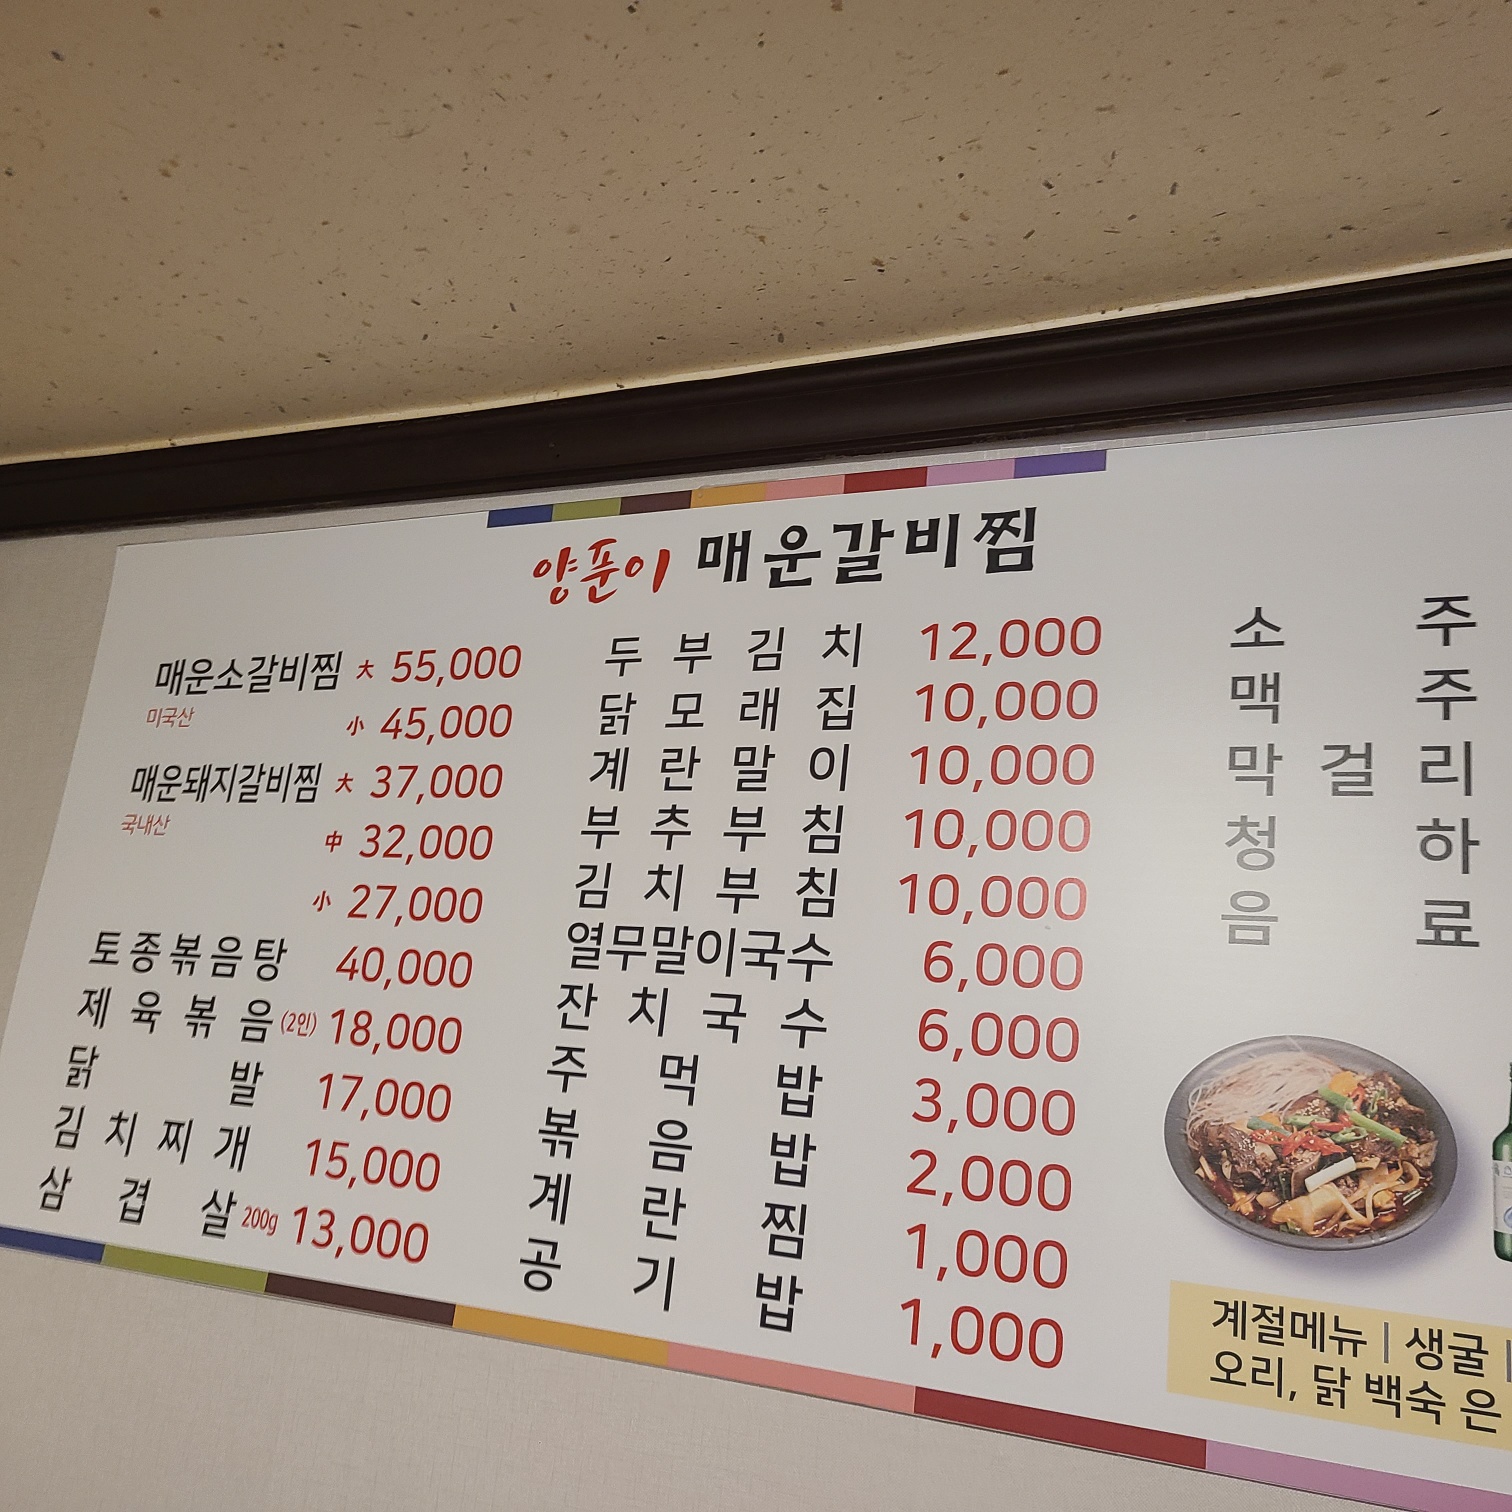 양푼이 매운갈비찜
매운소갈비찜 大 55,000
미국산 小 45,000
매운돼지갈비찜 大 37,000
국내산 中 32,000
小 27,000
토종볶음탕 40,000
제육볶음(2인) 18,000
닭발 17,000
김치찌개 15,000
삼겹살 200g 13,000
두부김치 12,000
닭모래집 10,000
계란말이 10,000
부추부침 10,000
김치부침 10,000
열무말이국수 6,000
잔치국수 6,000
주먹밥 3,000
볶음밥 2,000
계란찜 1,000
공기밥 1,000
소주
맥주
막걸리
청하
음료
계절메뉴 | 생굴 |
오리, 닭 백숙 은